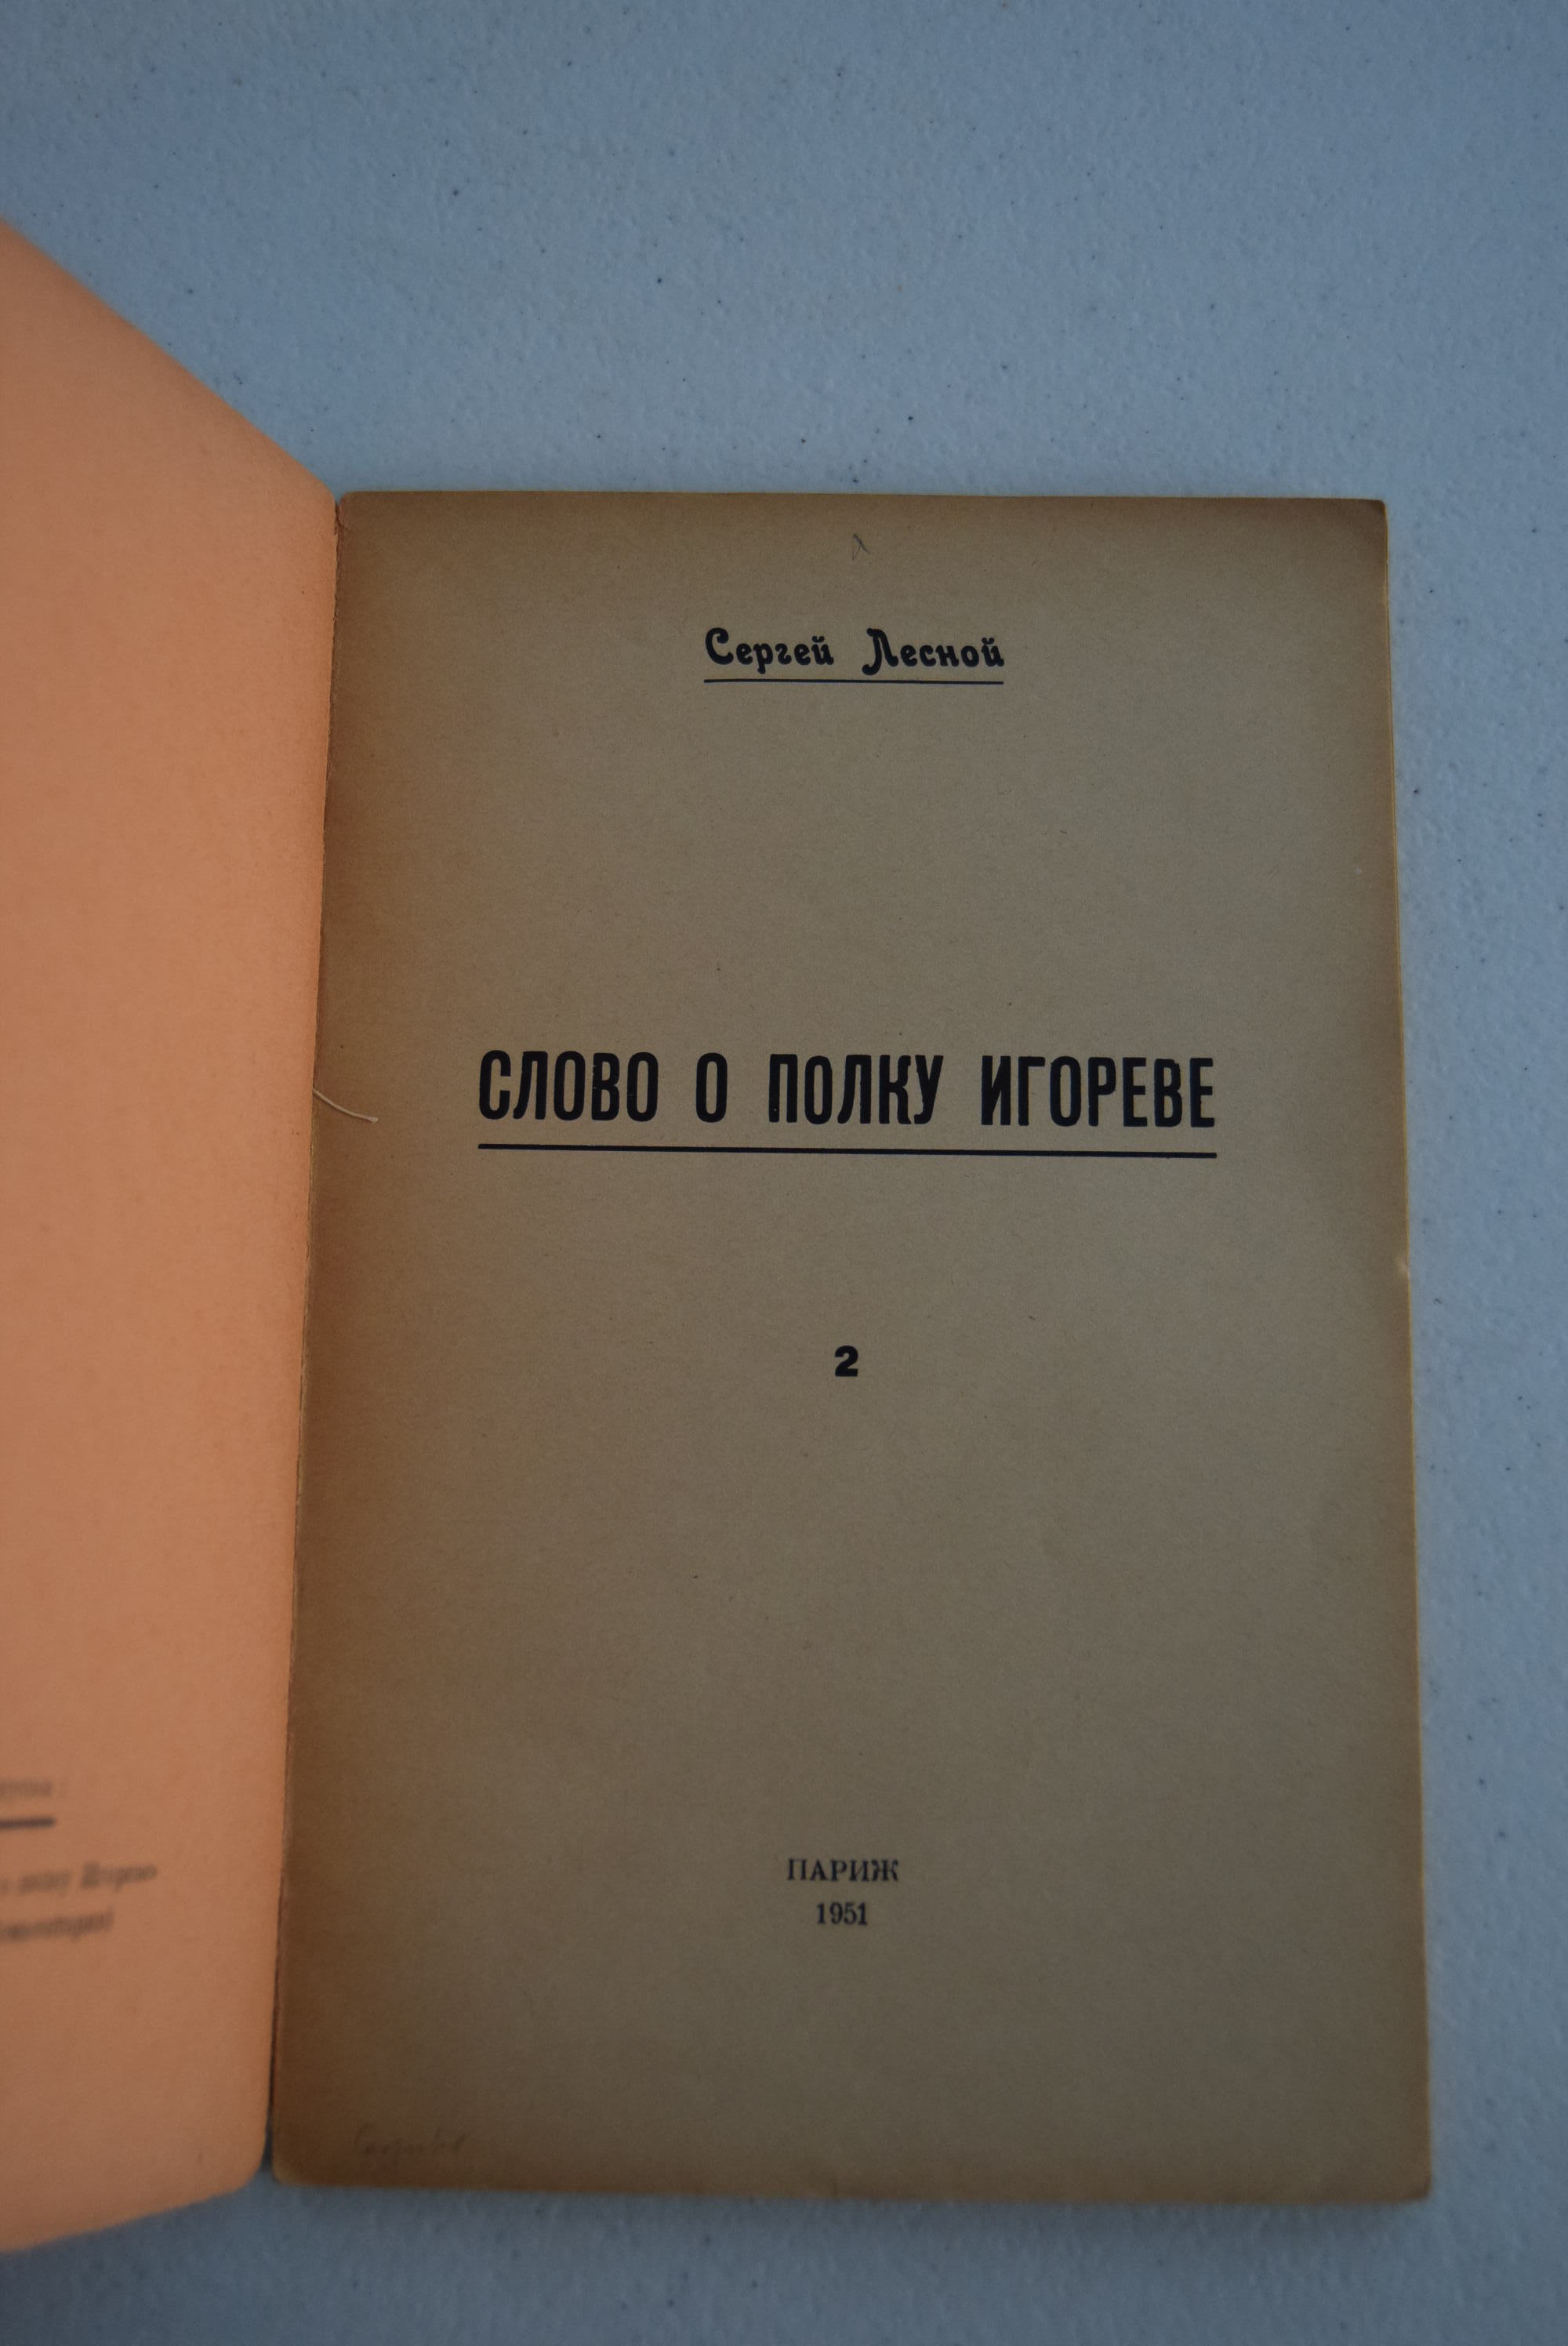 Сергей Лесной
СЛОВО О ПОЛКУ ИГОРЕВЕ
2
ПАРИЖ
1951